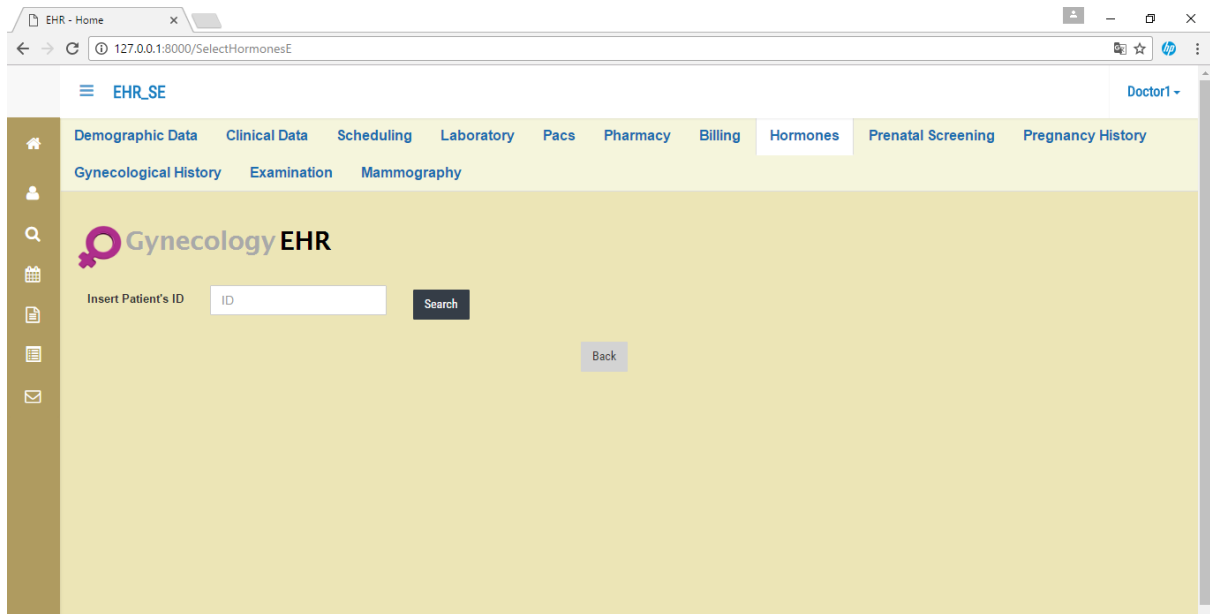 EHR - Home
127.0.0.1:8000/SelectHormonesE
EHR_SE
Doctor1
Demographic Data Clinical Data Scheduling Laboratory Pacs Pharmacy Billing Hormones Prenatal Screening Pregnancy History
Gynecological History Examination Mammography
Gynecology EHR
Insert Patient's ID ID Search
Back